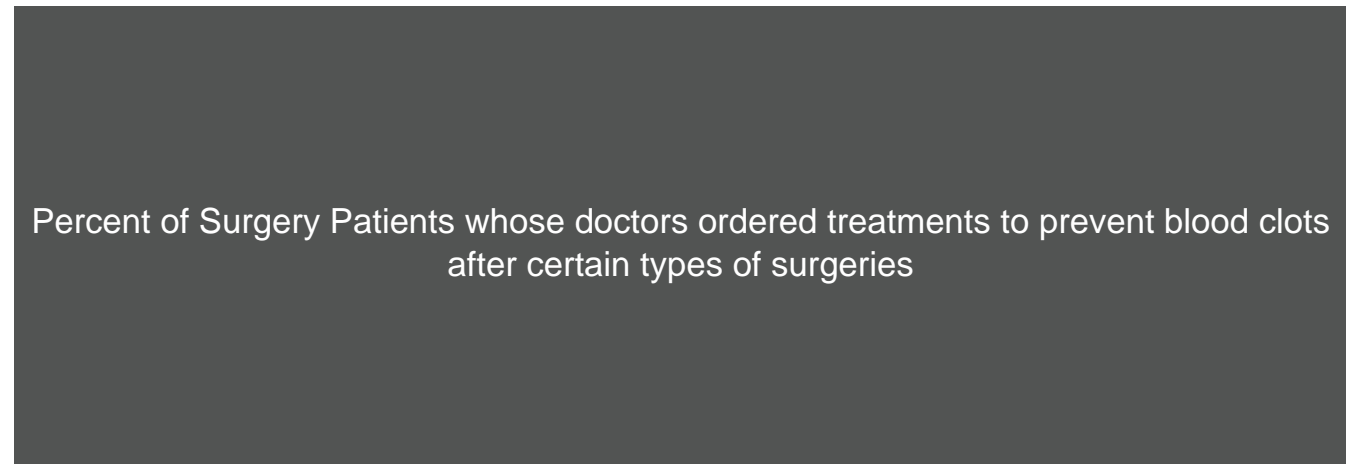 Percent of Surgery Patients whose doctors ordered treatments to prevent blood clots
after certain types of surgeries